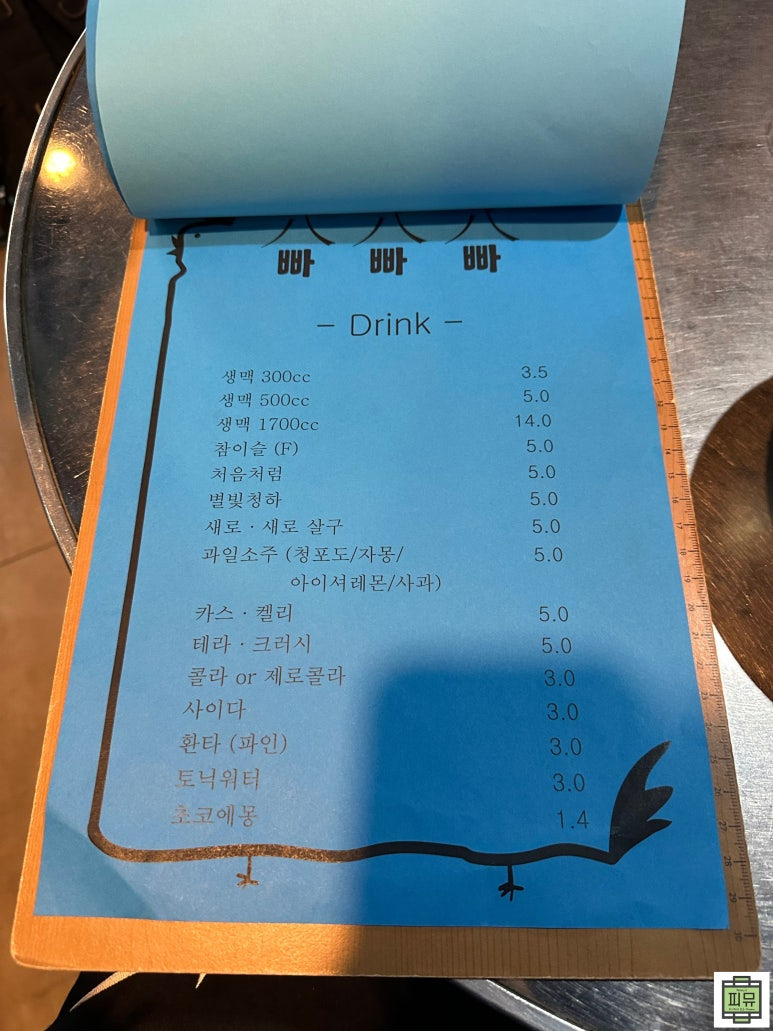 빠 빠 빠
– Drink –
생맥 300cc 3.5
생맥 500cc 5.0
생맥 1700cc 14.0
참이슬 (F) 5.0
처음처럼 5.0
별빛청하 5.0
새로 · 새로 살구 5.0
과일소주 (청포도/자몽/ 5.0
아이셔레몬/사과)
카스 · 켈리 5.0
테라 · 크러시 5.0
콜라 or 제로콜라 3.0
사이다 3.0
환타 (파인) 3.0
토닉워터 3.0
초코에몽 1.4
피뮤